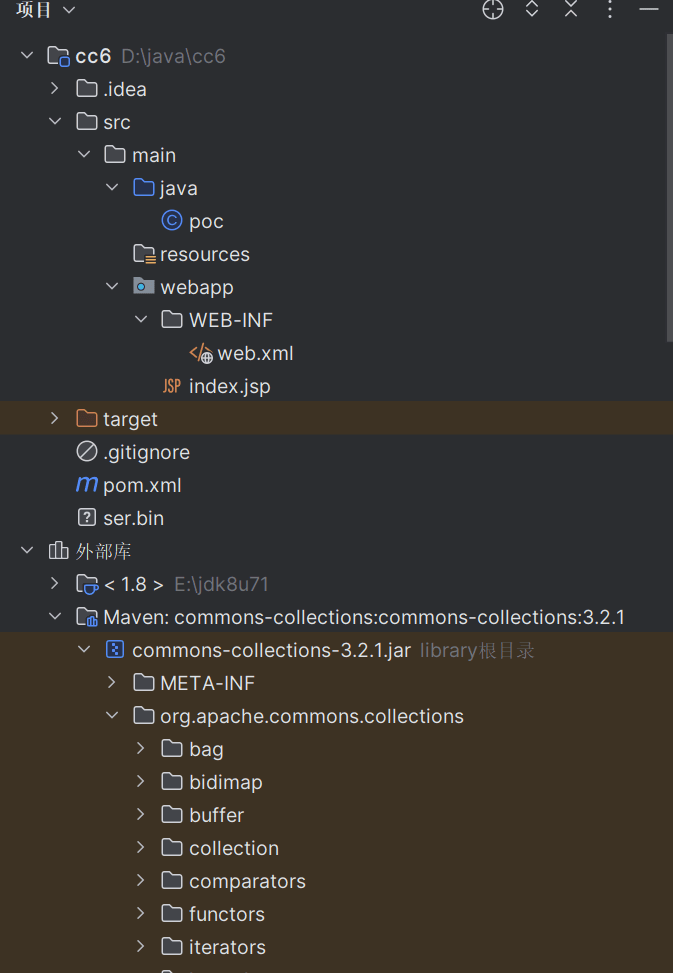 项目
cc6 D:\java\cc6
.idea
src
main
java
poc
resources
webapp
WEB-INF
web.xml
JSP index.jsp
target
.gitignore
pom.xml
ser.bin
外部库
< 1.8 > E:\jdk8u71
Maven: commons-collections:commons-collections:3.2.1
commons-collections-3.2.1.jar library根目录
META-INF
org.apache.commons.collections
bag
bidimap
buffer
collection
comparators
functors
iterators